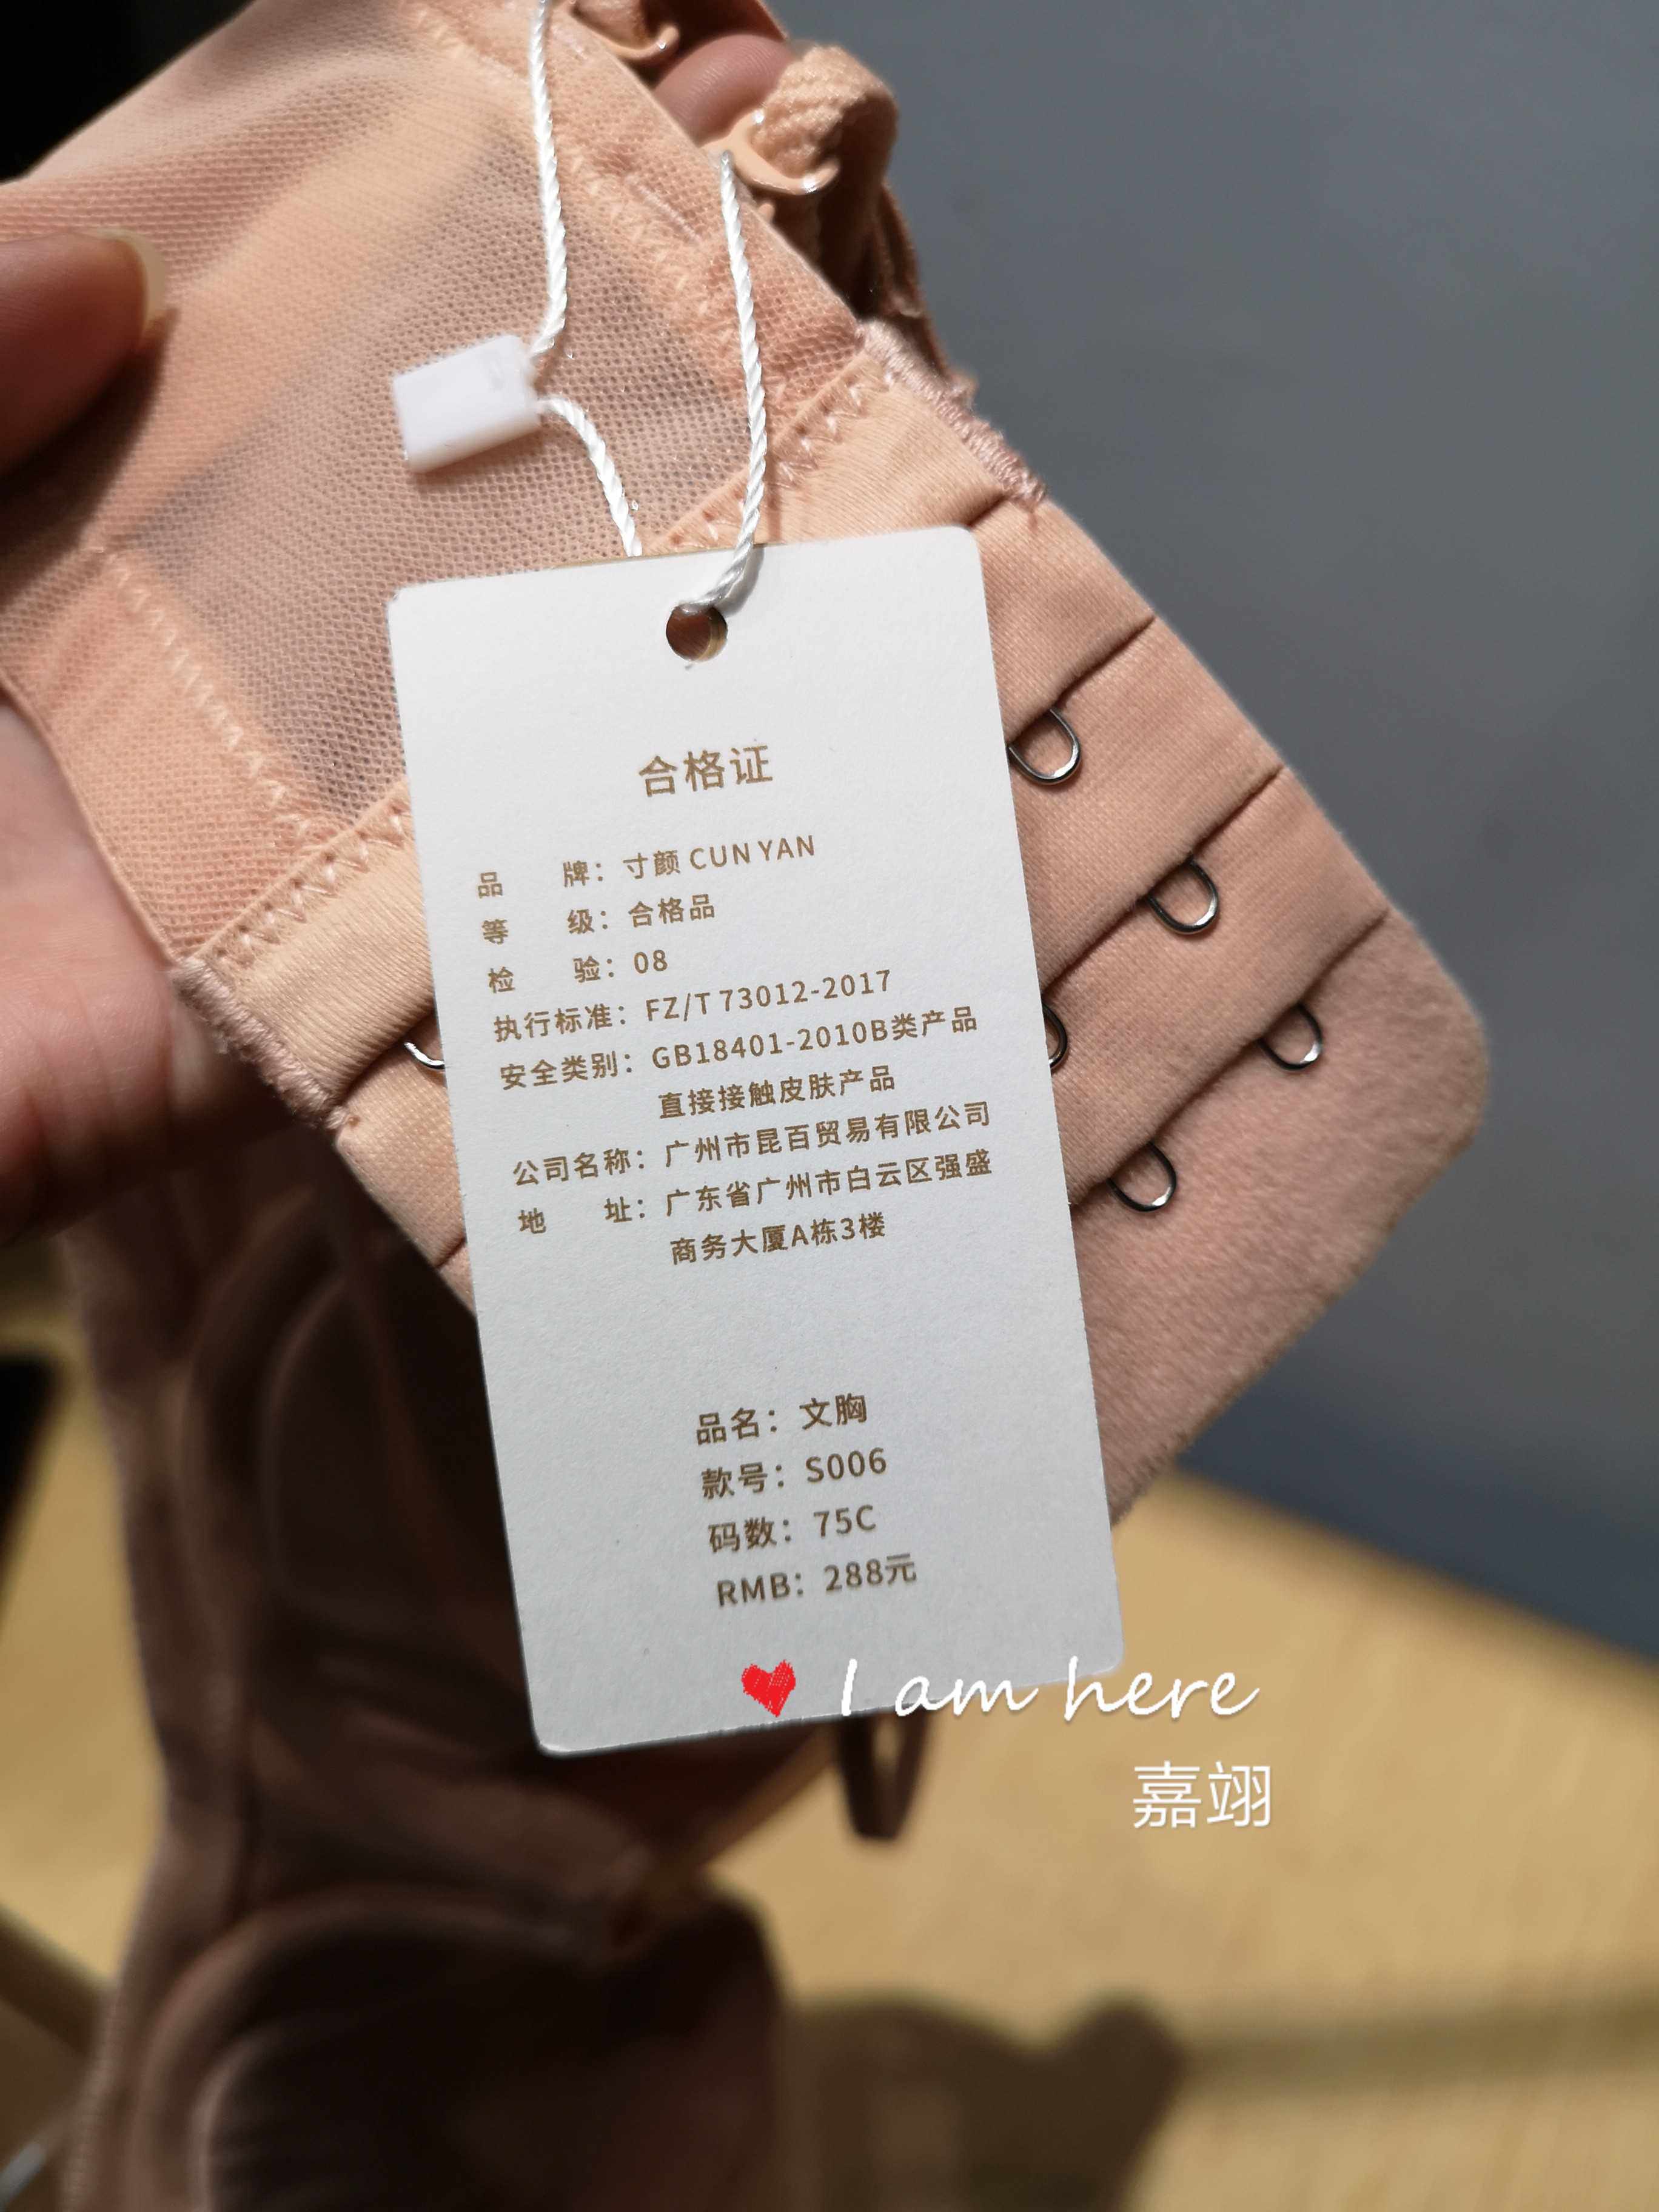 合格证
品 牌：寸颜 CUN YAN
等 级：合格品
检 验：08
执行标准：FZ/T 73012-2017
安全类别：GB18401-2010B类产品
直接接触皮肤产品
公司名称：广州市昆百贸易有限公司
地 址：广东省广州市白云区强盛
商务大厦A栋3楼
品名：文胸
款号：S006
码数：75C
RMB：288元
I am here
嘉翊